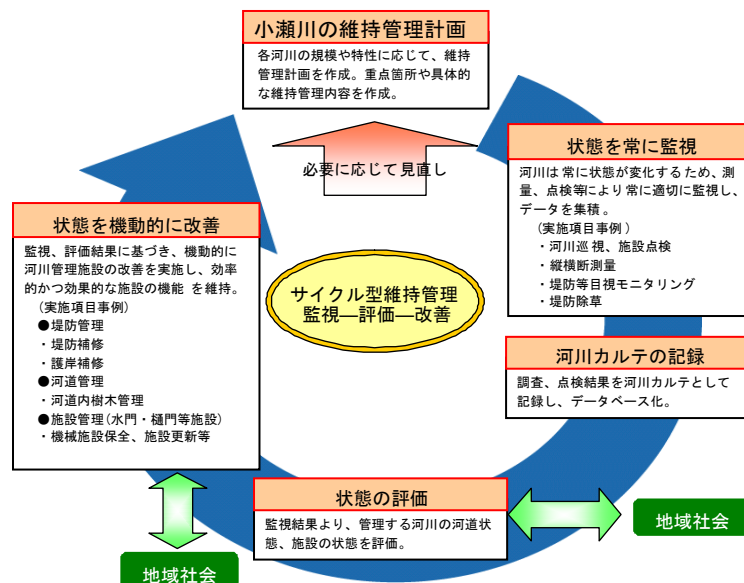 小瀬川の維持管理計画
各河川の規模や特性に応じて、維持
管理計画を作成。重点箇所や具体的
な維持管理内容を作成。
必要に応じて見直し
状態を常に監視
河川は常に状態が変化するため、測
量、点検等により常に適切に監視し、
データを集積。
(実施項目事例)
・河川巡視、施設点検
・縦横断測量
・堤防等目視モニタリング
・堤防除草
河川カルテの記録
調査、点検結果を河川カルテとして
記録し、データベース化。
サイクル型維持管理
監視―評価―改善
状態の評価
監視結果より、管理する河川の河道状
態、施設の状態を評価。
地域社会
状態を機動的に改善
監視、評価結果に基づき、機動的に
河川管理施設の改善を実施し、効率
的かつ効果的な施設の機能 を維持。
(実施項目事例)
●堤防管理
・堤防補修
・護岸補修
●河道管理
・河道内樹木管理
●施設管理(水門・樋門等施設)
・機械施設保全、施設更新等
地域社会